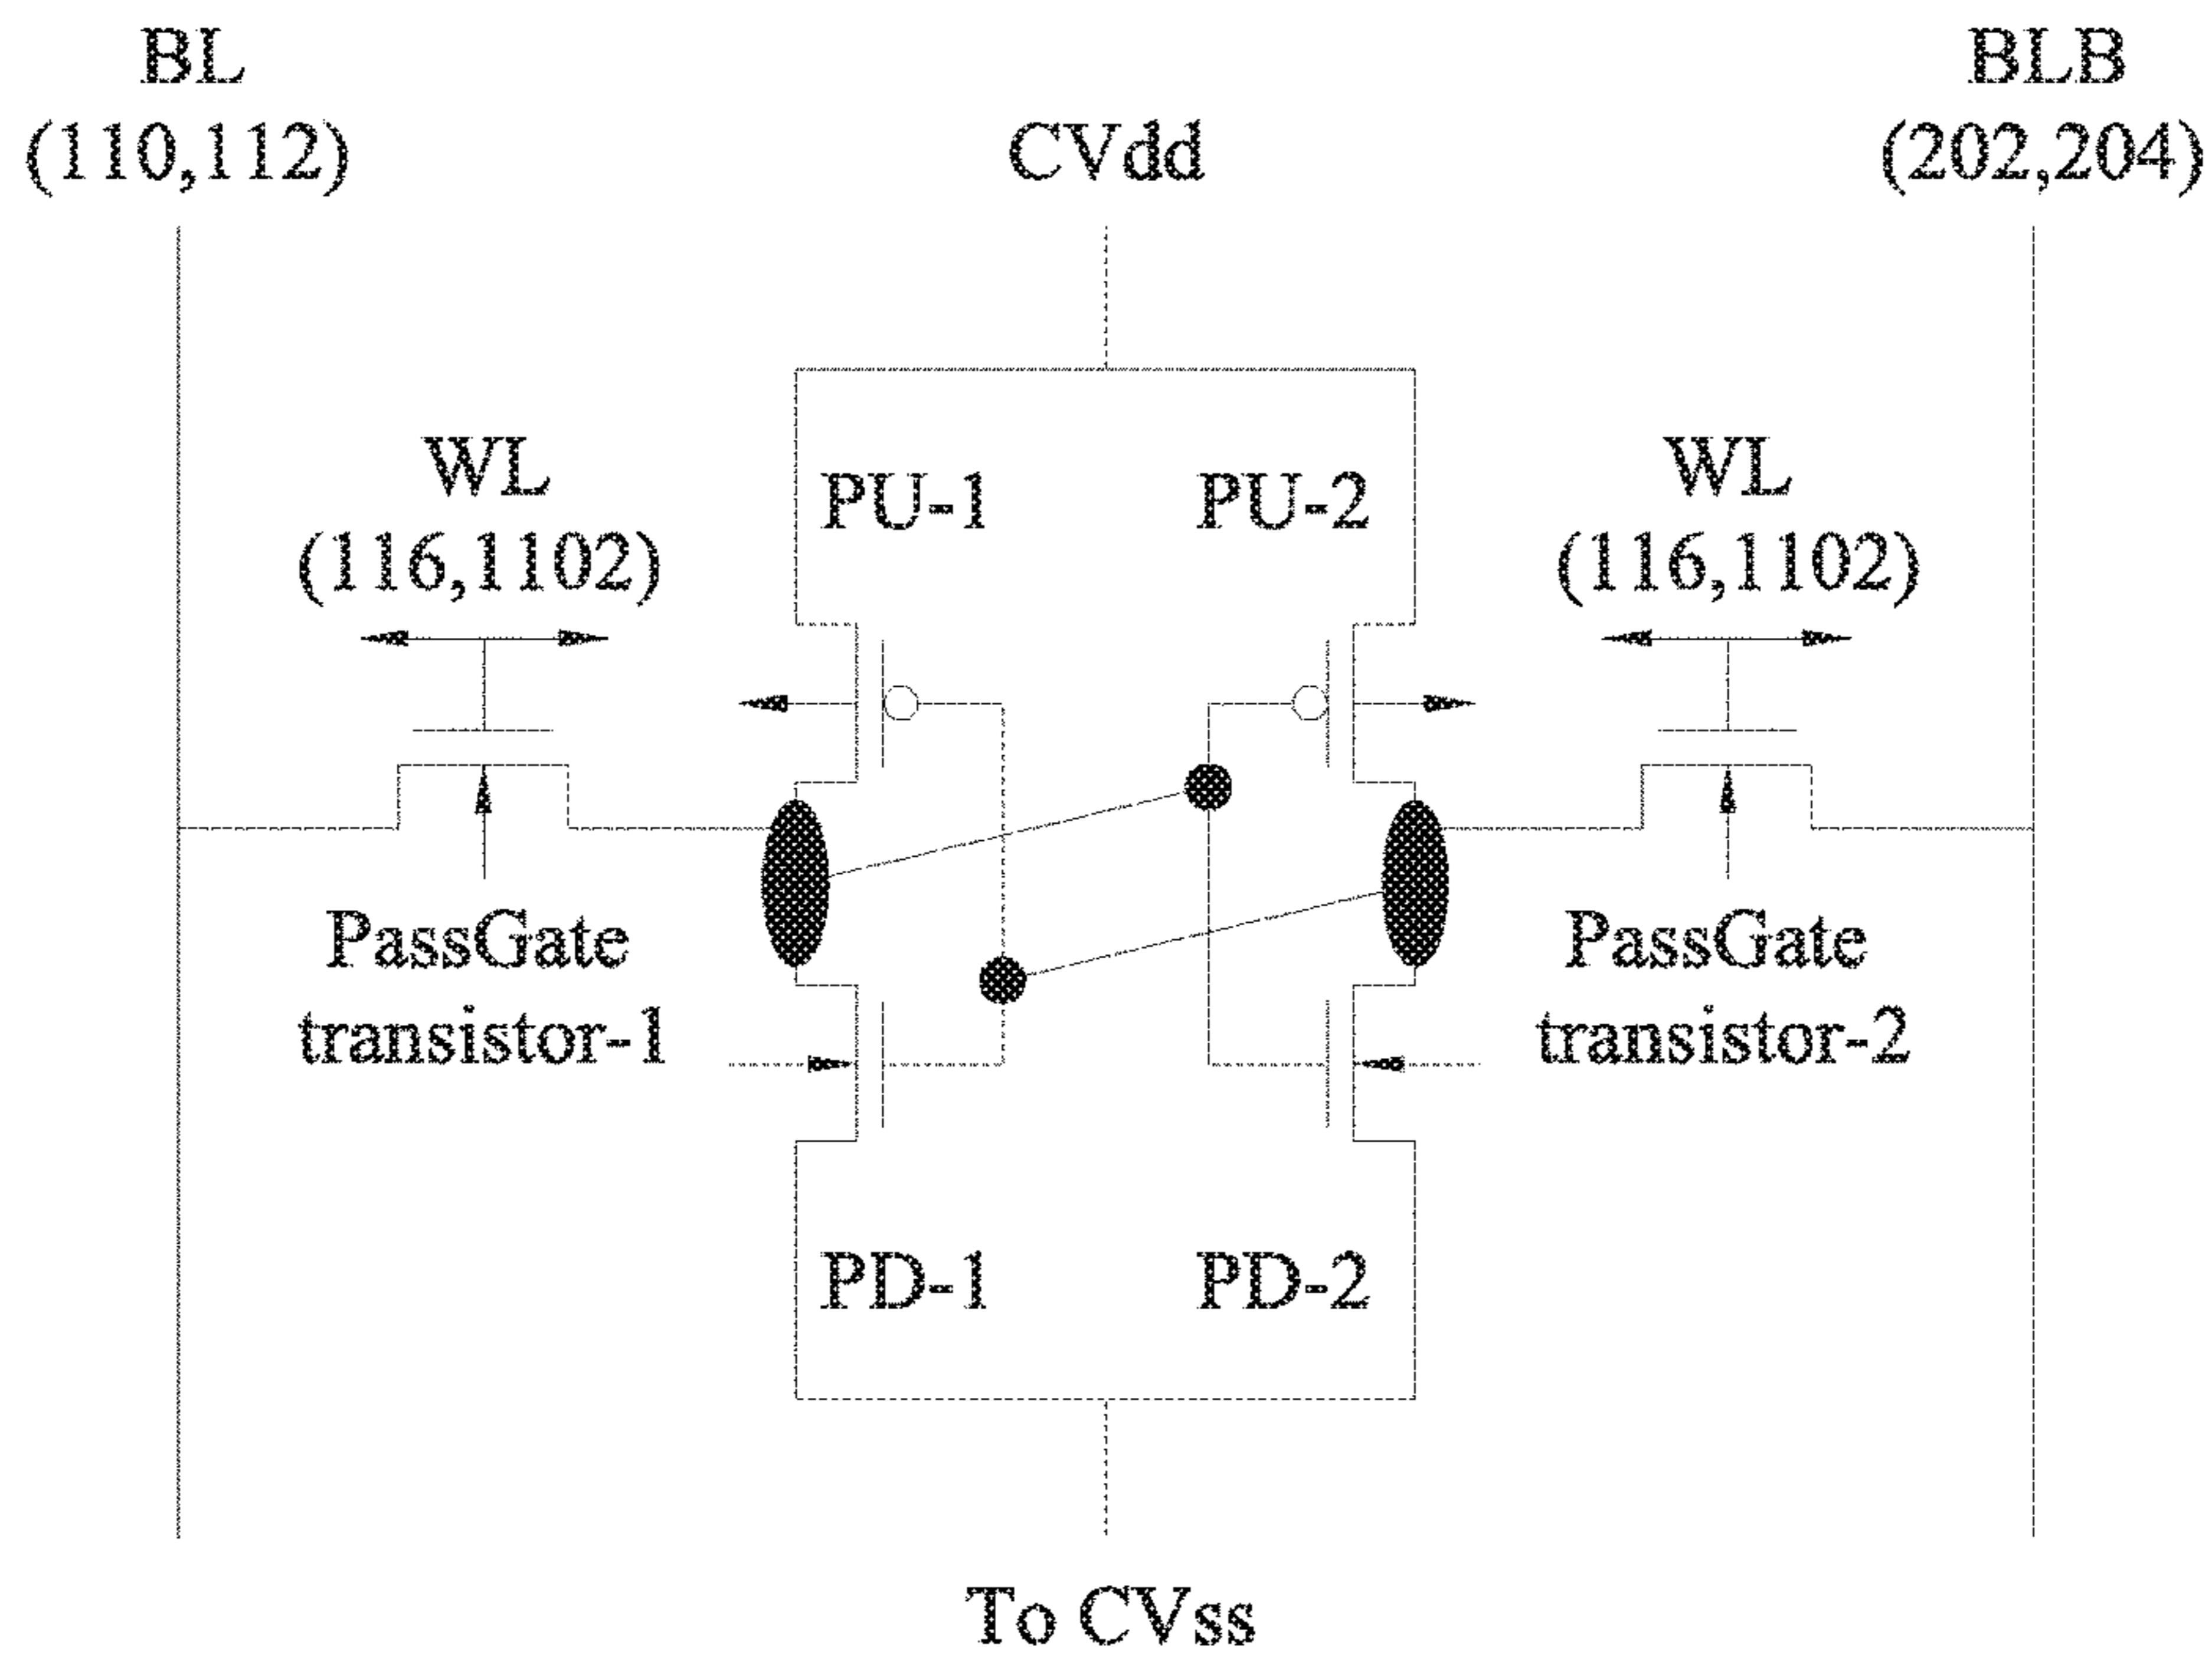 BL
(110,112)
CVdd
BLB
(202,204)
WL
(116,1102)
PU-1
PU-2
WL
(116,1102)
PassGate
transistor-1
PassGate
transistor-2
PD-1
PD-2
To CVss